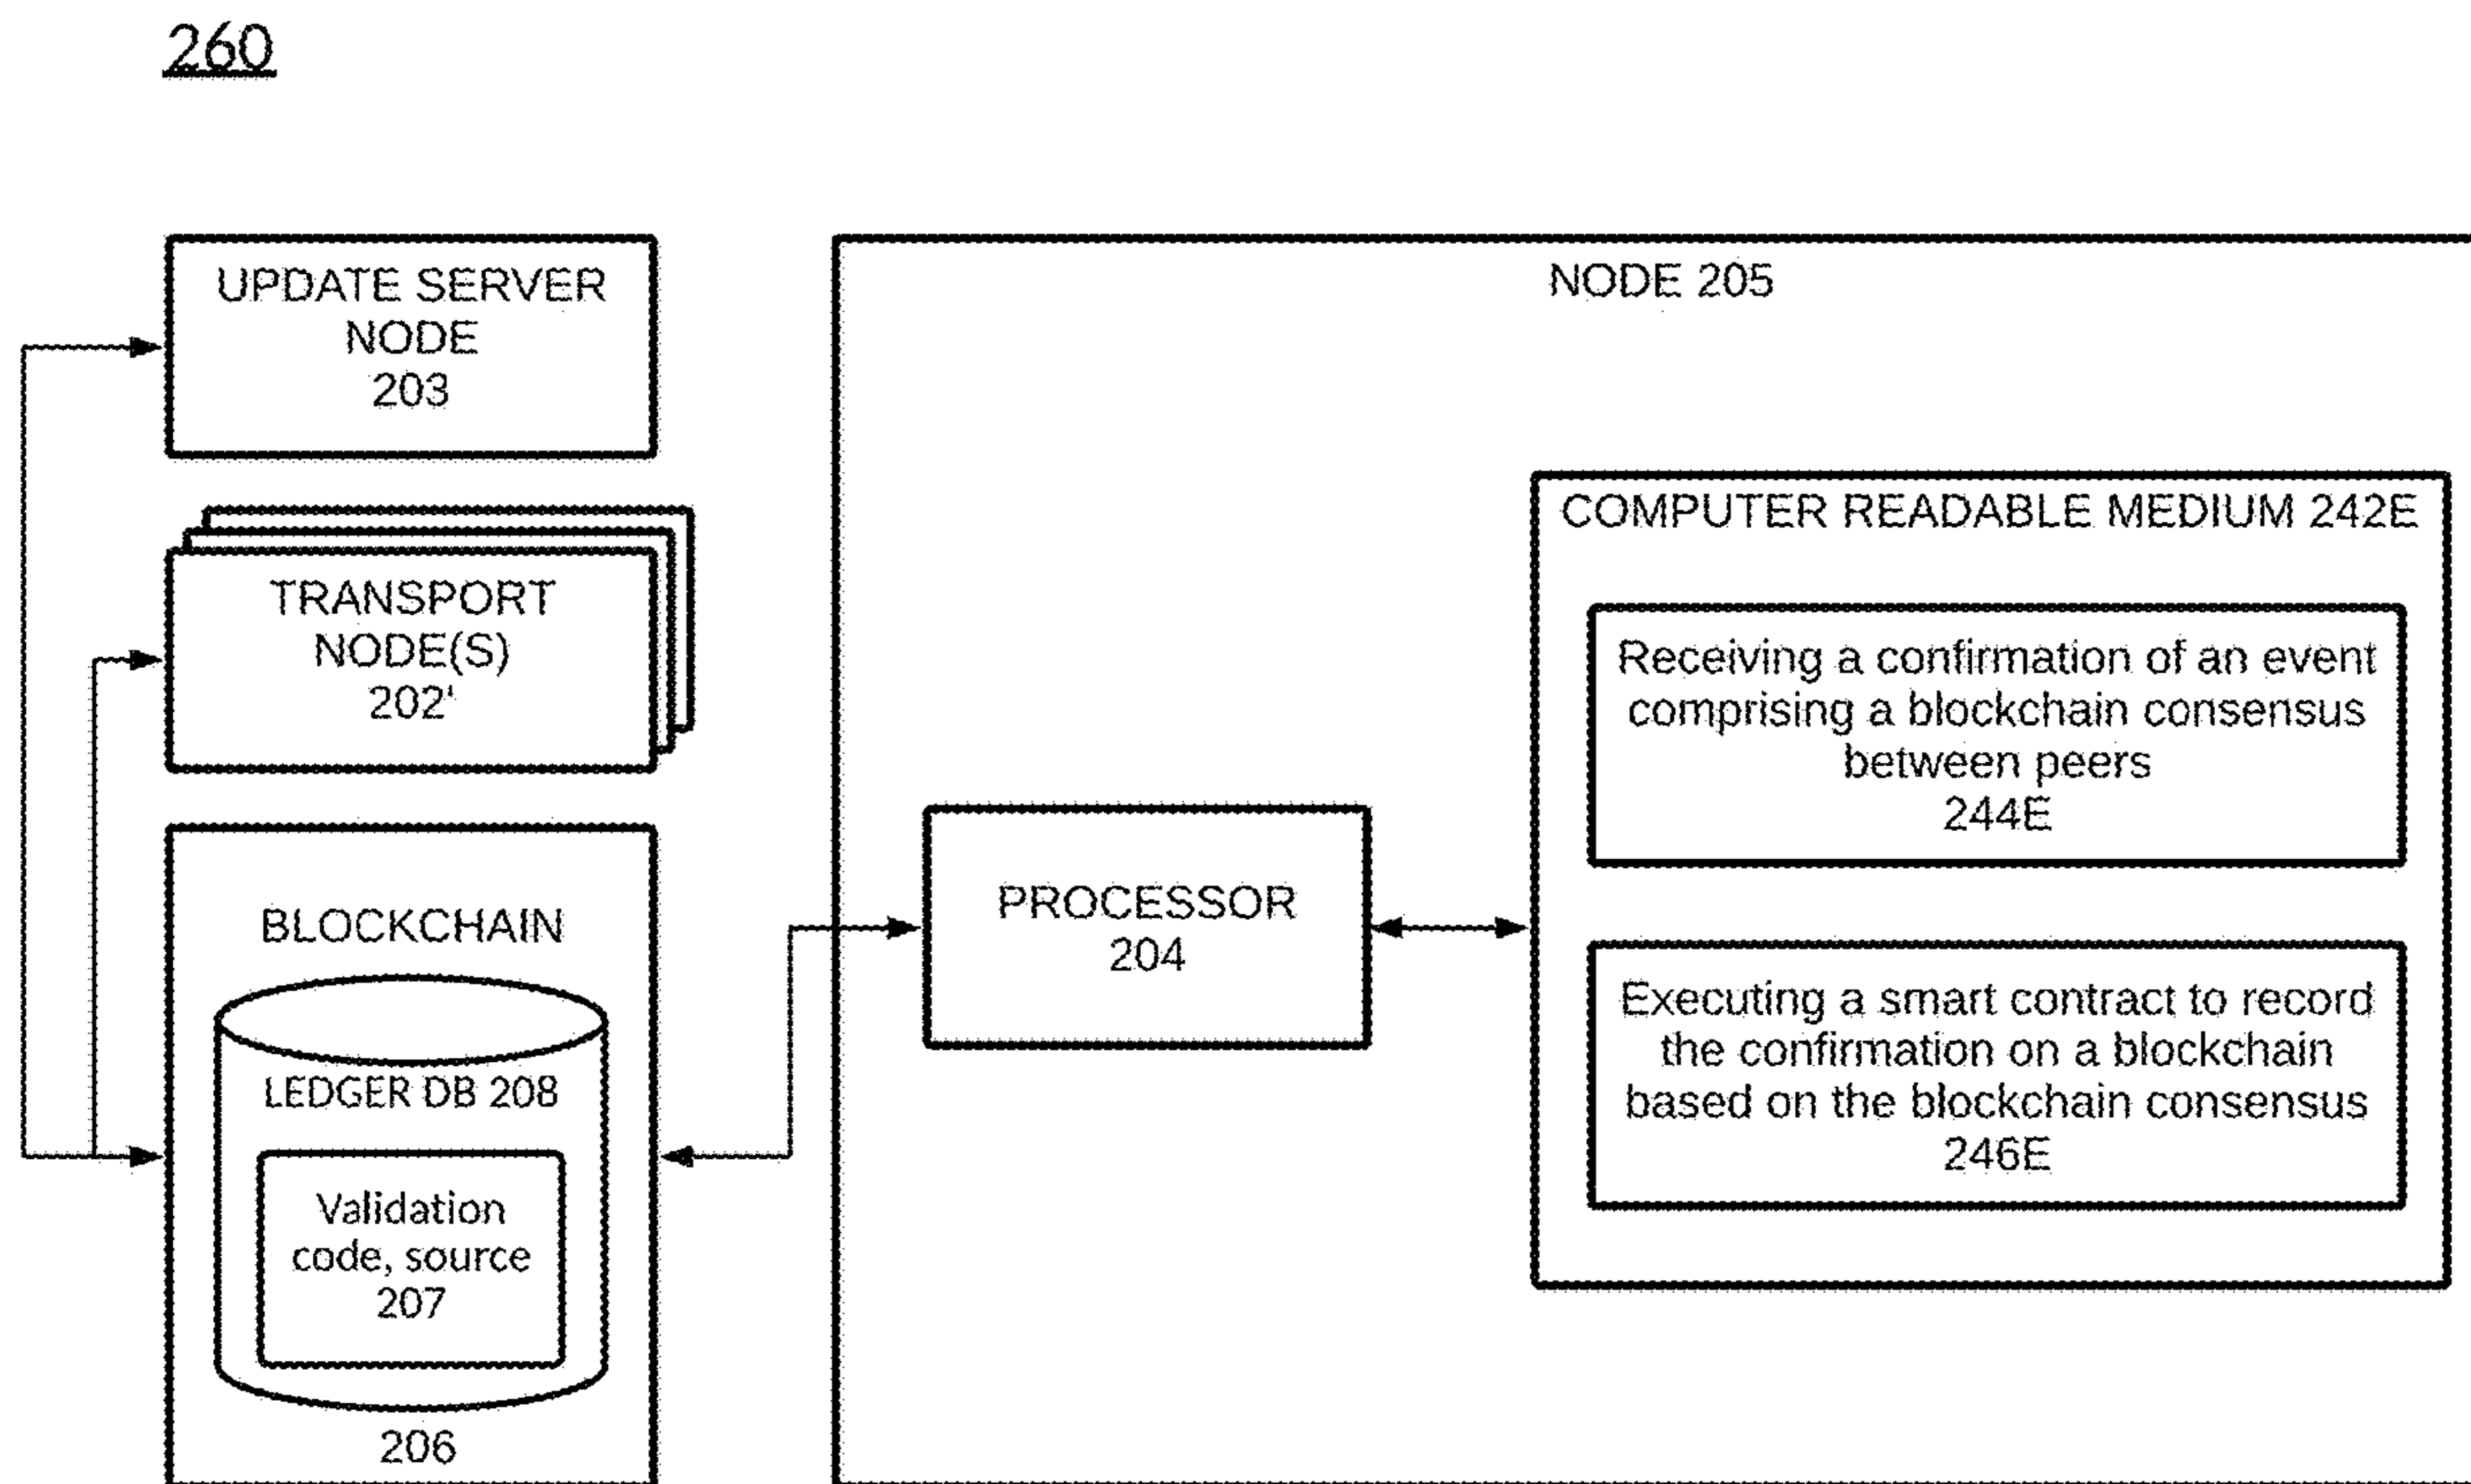 260
UPDATE SERVER
NODE
203
TRANSPORT
NODE(S)
202'
BLOCKCHAIN
LEDGER DB 208
Validation
code, source
207
206
NODE 205
PROCESSOR
204
COMPUTER READABLE MEDIUM 242E
Receiving a confirmation of an event
comprising a blockchain consensus
between peers
244E
Executing a smart contract to record
the confirmation on a blockchain
based on the blockchain consensus
246E